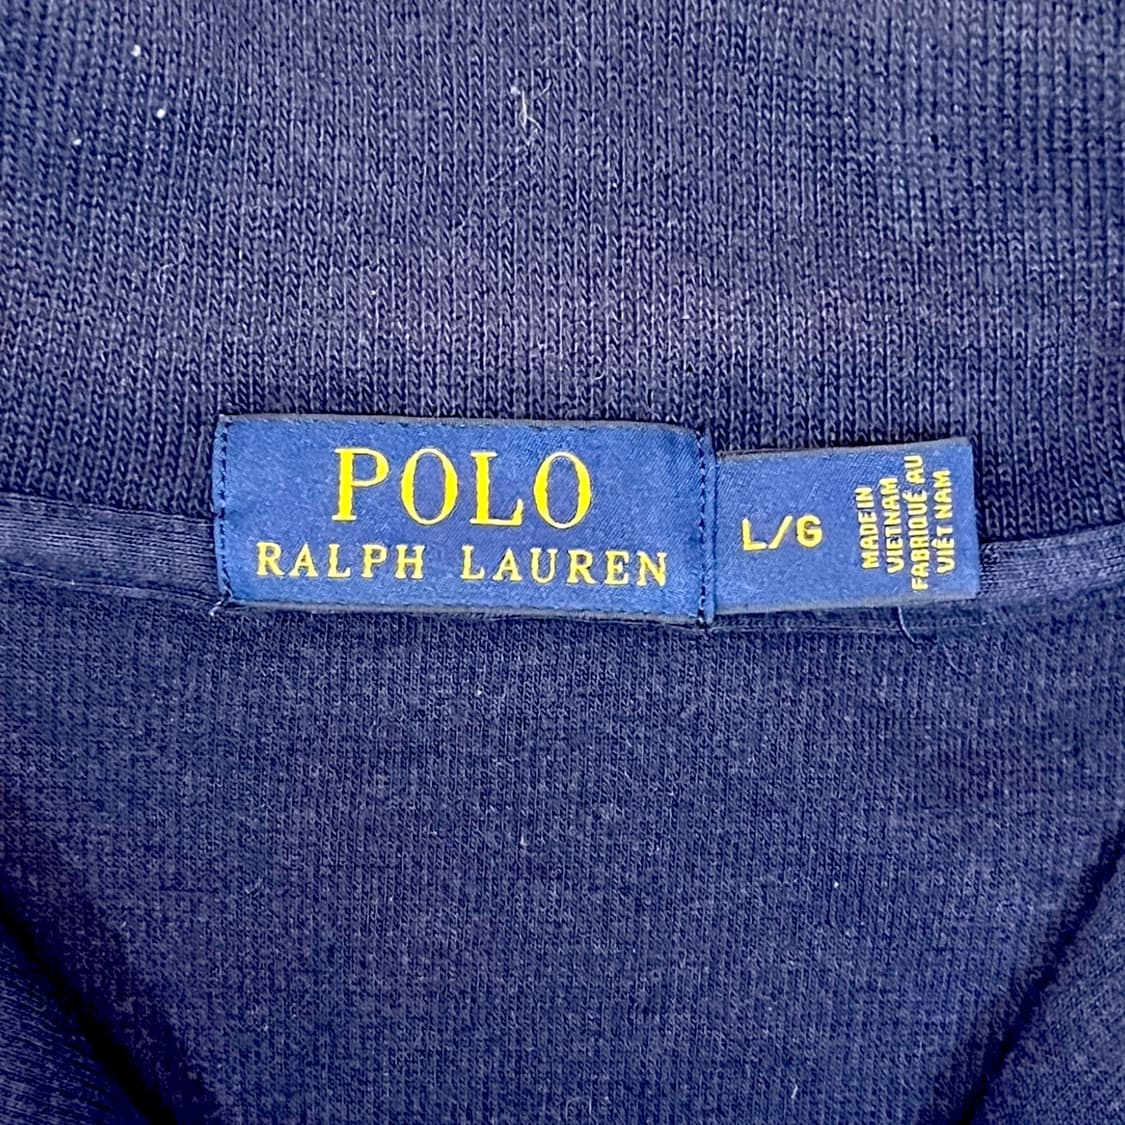 POLO
RALPH LAUREN
L/G
MADE IN
VIETNAM
FABRIQUÉ AU
VIÊT NAM